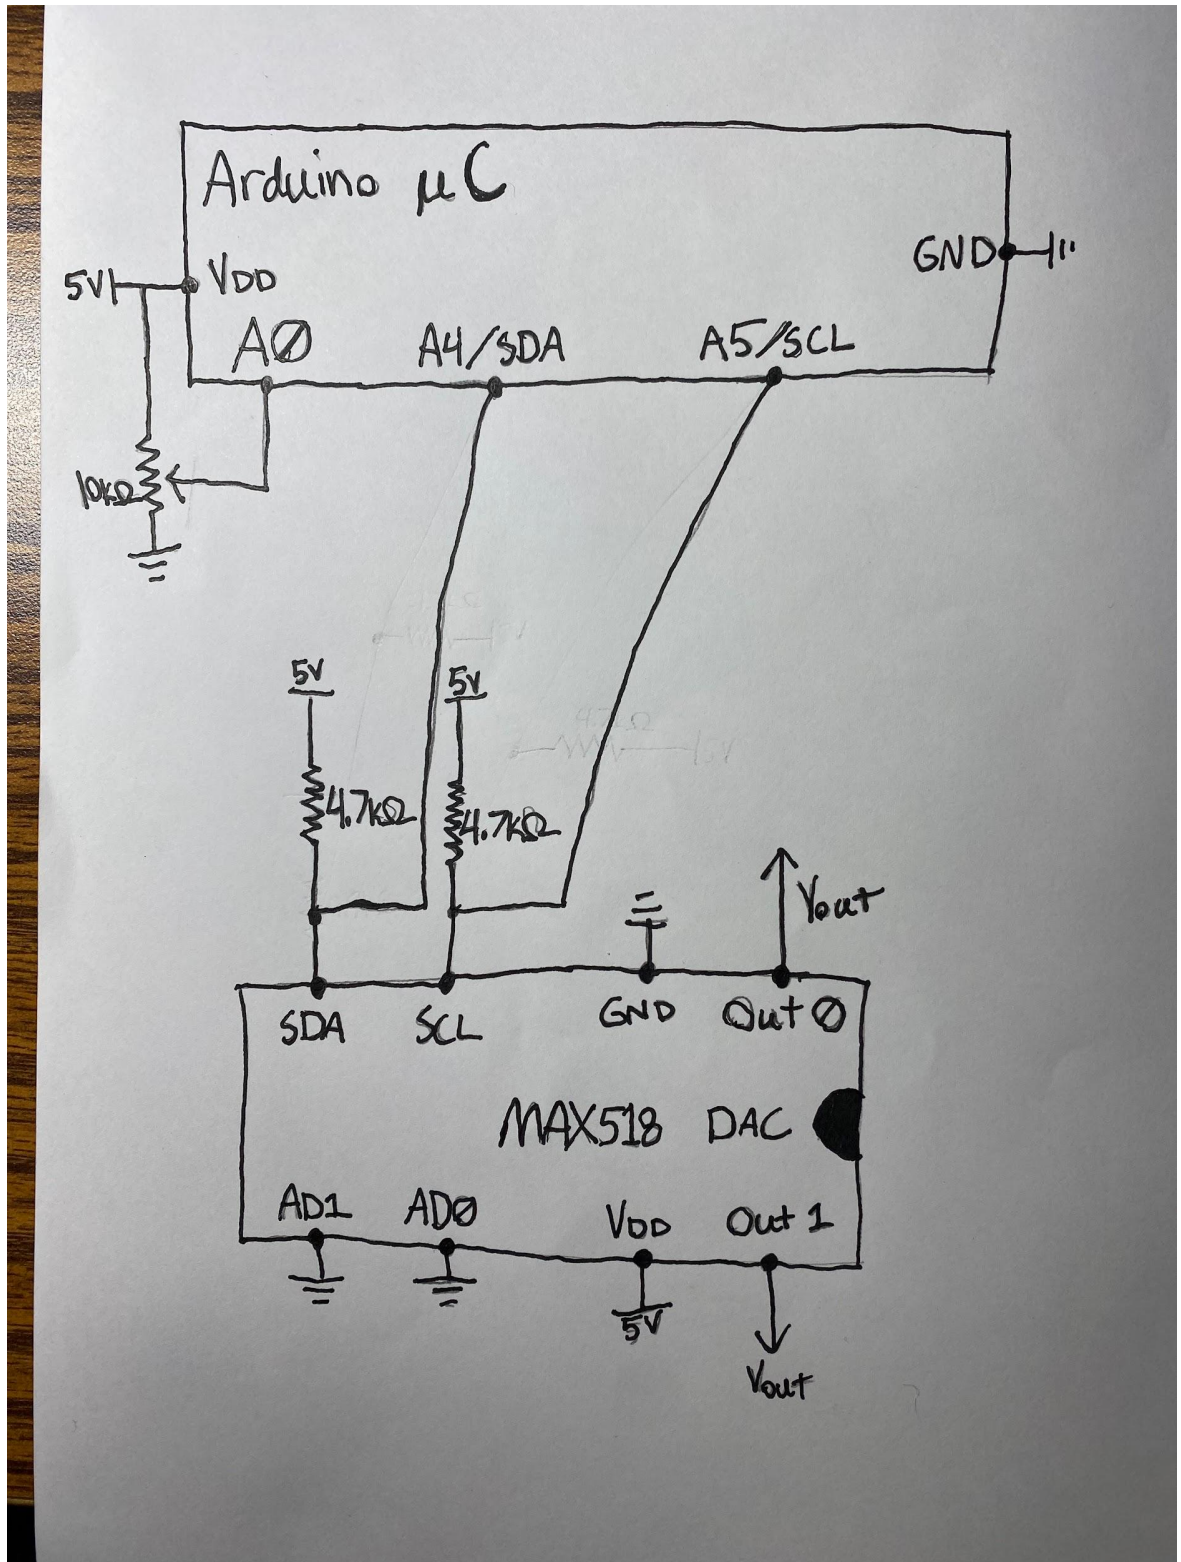 Arduino μC
GND
5V VDD
AØ A4/SDA A5/SCL
10kΩ
5V 5V
4.7kΩ 4.7kΩ
Vout
SDA SCL GND Out Ø
MAX518 DAC
AD1 ADØ VDD Out 1
5V
Vout